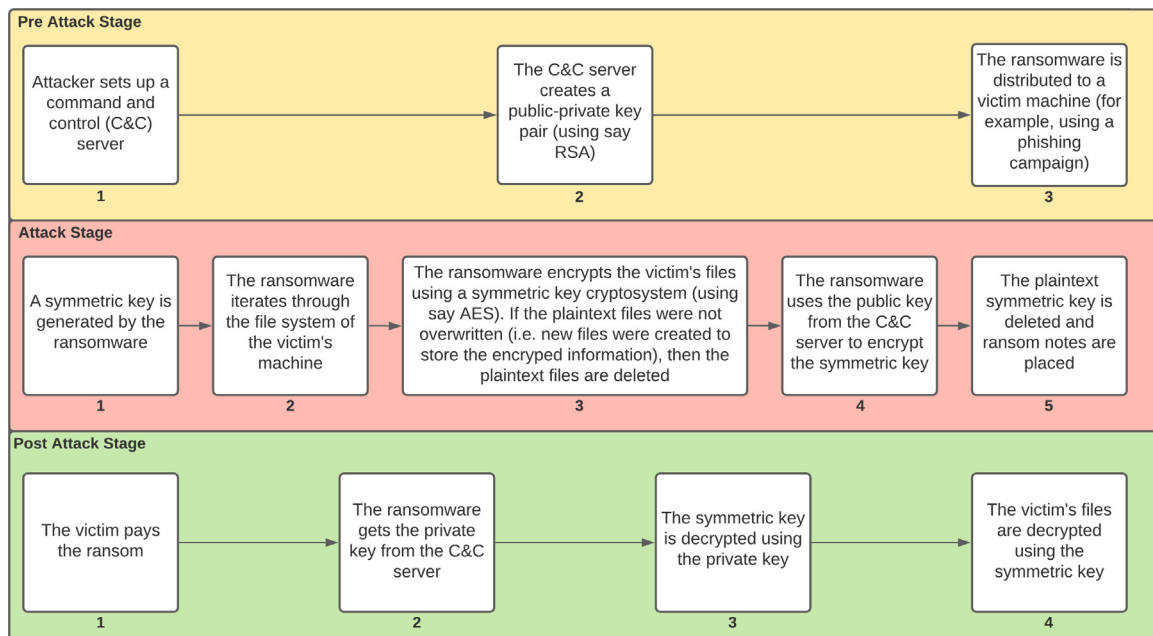 Pre Attack Stage
Attacker sets up a
command and
control (C&C)
server
1
The C&C server
creates a
public-private key
pair (using say
RSA)
2
The ransomware is
distributed to a
victim machine (for
example, using a
phishing
campaign)
3
Attack Stage
A symmetric key is
generated by the
ransomware
1
The ransomware
iterates through
the file system of
the victim's
machine
2
The ransomware encrypts the victim's files
using a symmetric key cryptosystem (using
say AES). If the plaintext files were not
overwritten (i.e. new files were created to
store the encryped information), then the
plaintext files are deleted
3
The ransomware
uses the public key
from the C&C
server to encrypt
the symmetric key
4
The plaintext
symmetric key is
deleted and
ransom notes are
placed
5
Post Attack Stage
The victim pays
the ransom
1
The ransomware
gets the private
key from the C&C
server
2
The symmetric key
is decrypted using
the private key
3
The victim's files
are decrypted
using the
symmetric key
4